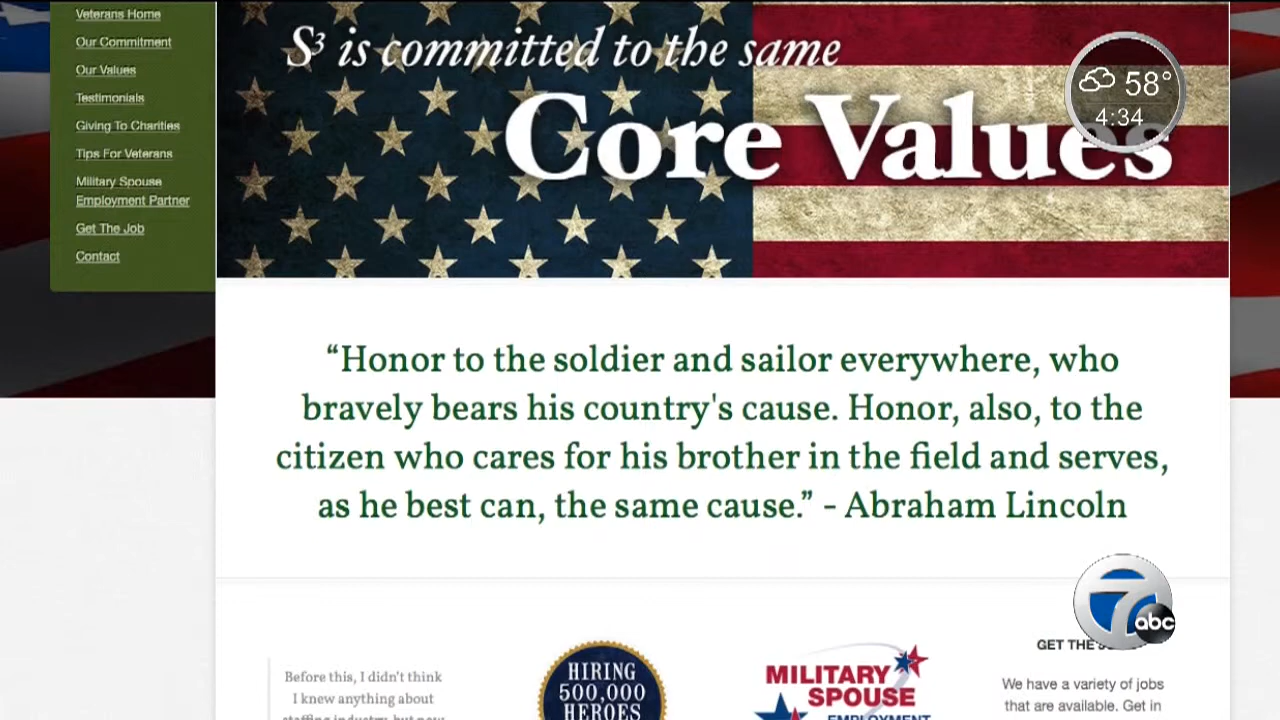 Veterans Home
Our Commitment
Our Values
Testimonials
Giving To Charities
Tips For Veterans
Military Spouse
Employment Partner
Get The Job
Contact
S³ is committed to the same
Core Values
58°
4:34
“Honor to the soldier and sailor everywhere, who
bravely bears his country's cause. Honor, also, to the
citizen who cares for his brother in the field and serves,
as he best can, the same cause.” - Abraham Lincoln
7
abc
Before this, I didn't think
I knew anything about
staffing industry, but now
HIRING
500,000
HEROES
MILITARY
SPOUSE
EMPLOYMENT
GET THE
We have a variety of jobs
that are available. Get in